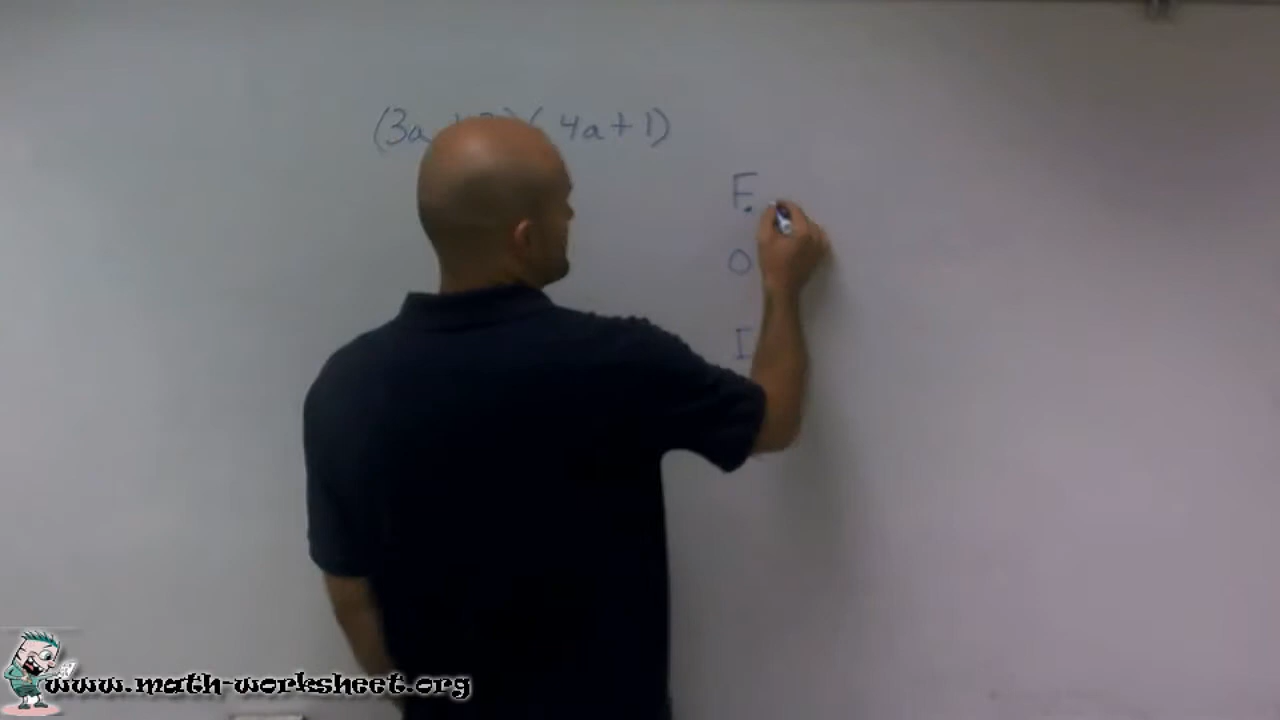 (3a + )( 4a + 1)
F.
O
I
www.math-worksheet.org